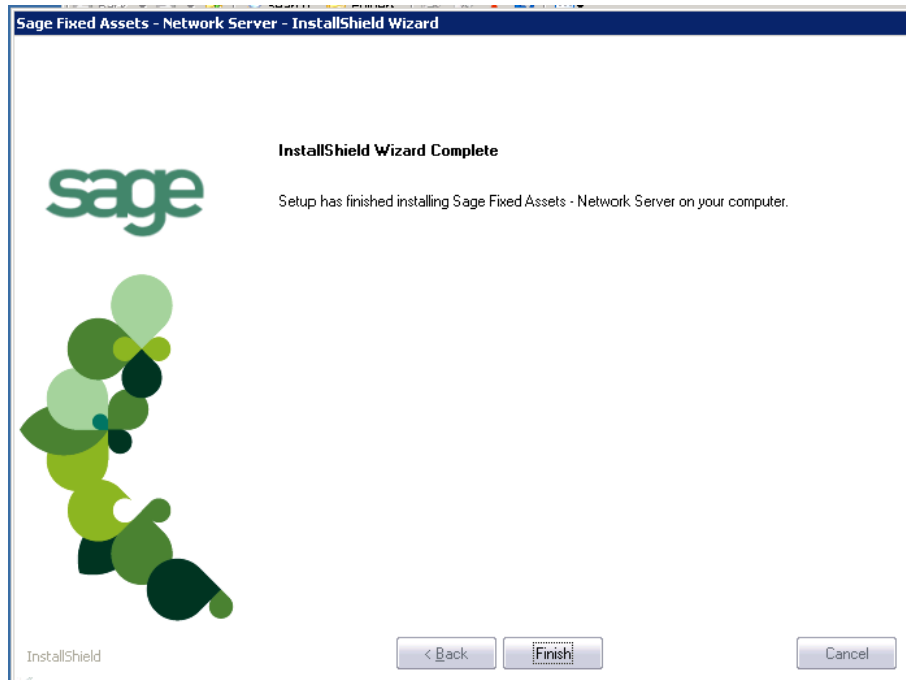 Sage Fixed Assets - Network Server - InstallShield Wizard
InstallShield Wizard Complete
sage
Setup has finished installing Sage Fixed Assets - Network Server on your computer.
InstallShield
< Back
Finish
Cancel